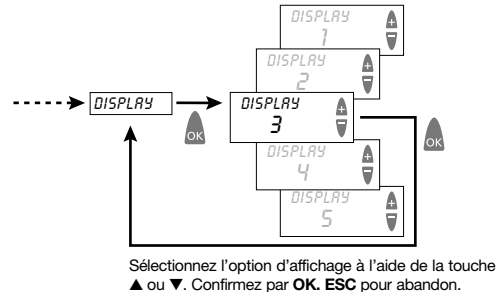 DISPLAY
1
DISPLAY
2
DISPLAY
OK
DISPLAY
3
OK
DISPLAY
4
DISPLAY
5
Sélectionnez l'option d'affichage à l'aide de la touche
▲ ou ▼. Confirmez par OK. ESC pour abandon.